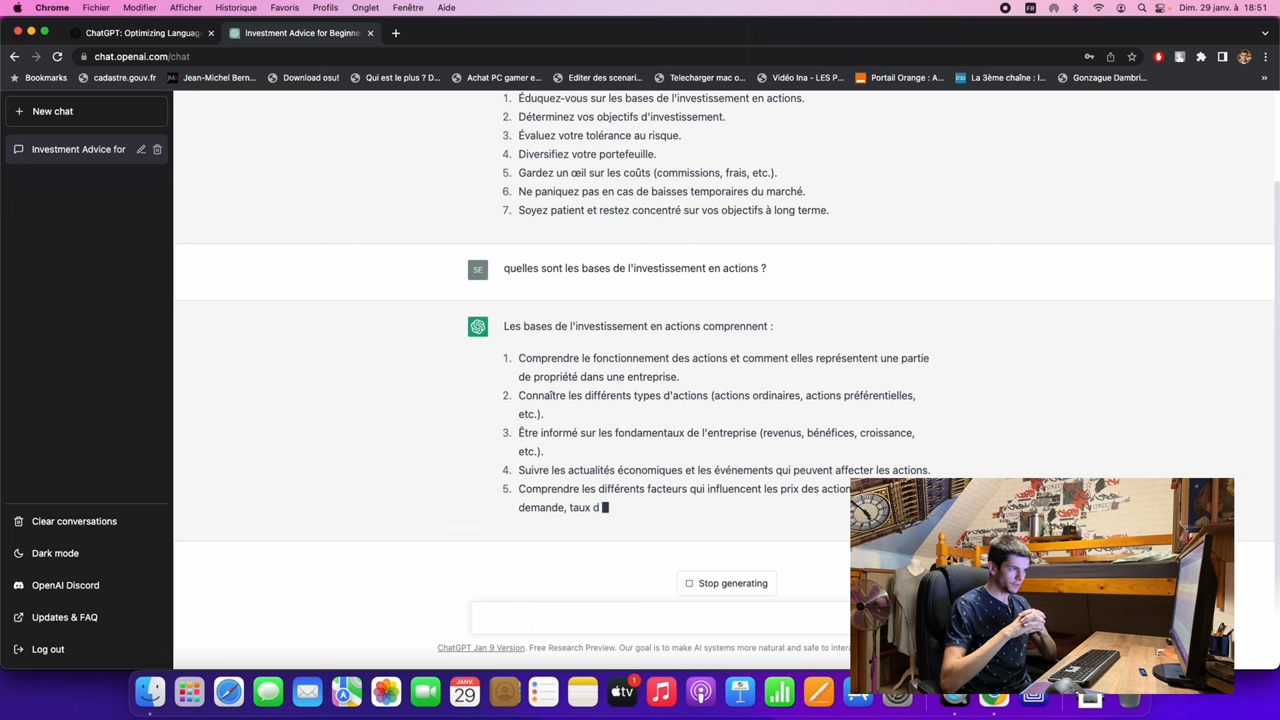 Chrome Fichier Modifier Afficher Historique Favoris Profils Onglet Fenêtre Aide FR Dim. 29 janv. à 18:51
ChatGPT: Optimizing Languag Investment Advice for Beginne
chat.openai.com/chat
Bookmarks cadastre.gouv.fr Jean-Michel Bern... Download osu! Qui est le plus ? D... Achat PC gamer e... Editer des scenari... Telecharger mac o... Vidéo Ina - LES P... Portail Orange : A... La 3ème chaîne : l... Gonzague Dambri...
New chat
Investment Advice for
1. Éduquez-vous sur les bases de l'investissement en actions.
2. Déterminez vos objectifs d'investissement.
3. Évaluez votre tolérance au risque.
4. Diversifiez votre portefeuille.
5. Gardez un œil sur les coûts (commissions, frais, etc.).
6. Ne paniquez pas en cas de baisses temporaires du marché.
7. Soyez patient et restez concentré sur vos objectifs à long terme.
SE quelles sont les bases de l'investissement en actions ?
Les bases de l'investissement en actions comprennent :
1. Comprendre le fonctionnement des actions et comment elles représentent une partie
de propriété dans une entreprise.
2. Connaître les différents types d'actions (actions ordinaires, actions préférentielles,
etc.).
3. Être informé sur les fondamentaux de l'entreprise (revenus, bénéfices, croissance,
etc.).
4. Suivre les actualités économiques et les événements qui peuvent affecter les actions.
5. Comprendre les différents facteurs qui influencent les prix des action
demande, taux d
Clear conversations
Dark mode
OpenAI Discord
Updates & FAQ
Log out
Stop generating
ChatGPT Jan 9 Version. Free Research Preview. Our goal is to make AI systems more natural and safe to intera
JANV.
29
tv
1